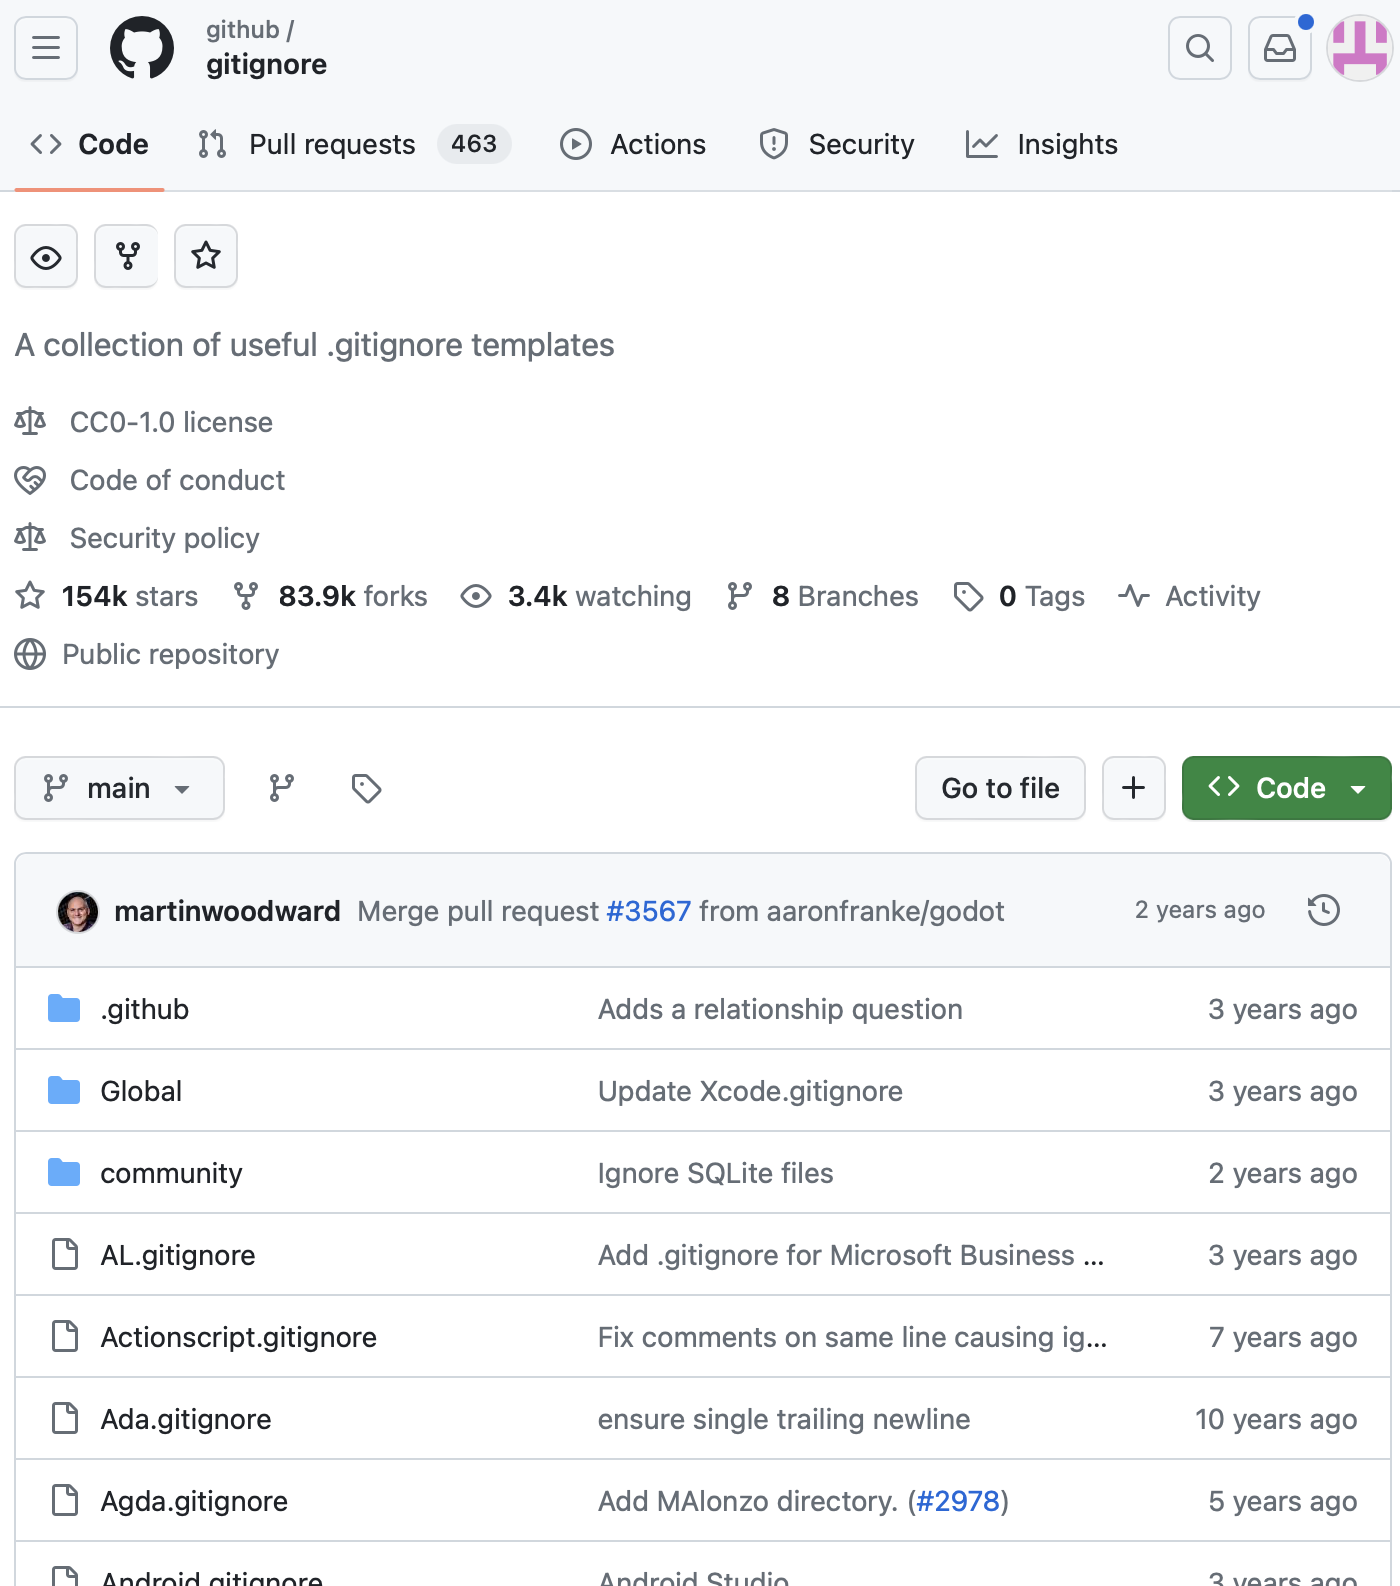 github /
gitignore
Code
Pull requests 463
Actions
Security
Insights
A collection of useful .gitignore templates
CC0-1.0 license
Code of conduct
Security policy
154k stars 83.9k forks 3.4k watching 8 Branches 0 Tags Activity
Public repository
main
Go to file
Code
martinwoodward Merge pull request #3567 from aaronfranke/godot 2 years ago
.github Adds a relationship question 3 years ago
Global Update Xcode.gitignore 3 years ago
community Ignore SQLite files 2 years ago
AL.gitignore Add .gitignore for Microsoft Business ... 3 years ago
Actionscript.gitignore Fix comments on same line causing ig... 7 years ago
Ada.gitignore ensure single trailing newline 10 years ago
Agda.gitignore Add MAlonzo directory. (#2978) 5 years ago
Android.gitignore Android Studio 3 years ago